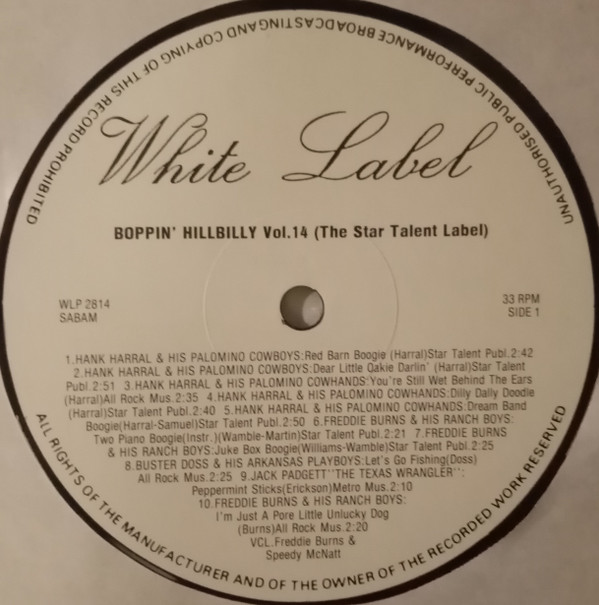 UNAUTHORISED PUBLIC PERFORMANCE BROADCASTING AND COPYING OF THIS RECORD PROHIBITED
White Label
BOPPIN' HILLBILLY Vol.14 (The Star Talent Label)
WLP 2814
SABAM
33 RPM
SIDE 1
1.HANK HARRAL & HIS PALOMINO COWBOYS:Red Barn Boogie (Harral)Star Talent Publ.2:42
2.HANK HARRAL & HIS PALOMINO COWBOYS:Dear Little Oakie Darlin' (Harral)Star Talent
Publ.2:51 3.HANK HARRAL & HIS PALOMINO COWHANDS:You're Still Wet Behind The Ears
(Harral)All Rock Mus.2:35 4.HANK HARRAL & HIS PALOMINO COWHANDS:Dilly Dally Doodle
(Harral)Star Talent Publ.2:40 5.HANK HARRAL & HIS PALOMINO COWHANDS:Dream Band
Boogie(Harral-Samuel)Star Talent Publ.2:50 6.FREDDIE BURNS & HIS RANCH BOYS:
Two Piano Boogie(Instr.)(Wamble-Martin)Star Talent Publ.2:21 7.FREDDIE BURNS
& HIS RANCH BOYS:Juke Box Boogie(Williams-Wamble)Star Talent Publ.2:25
8.BUSTER DOSS & HIS ARKANSAS PLAYBOYS:Let's Go Fishing(Doss)
All Rock Mus.2:25 9.JACK PADGETT"THE TEXAS WRANGLER":
Peppermint Sticks(Erickson)Metro Mus.2:10
10.FREDDIE BURNS & HIS RANCH BOYS:
I'm Just A Pore Little Unlucky Dog
(Burns)All Rock Mus.2:20
VCL.Freddie Burns &
Speedy McNatt
ALL RIGHTS OF THE MANUFACTURER AND OF THE OWNER OF THE RECORDED WORK RESERVED